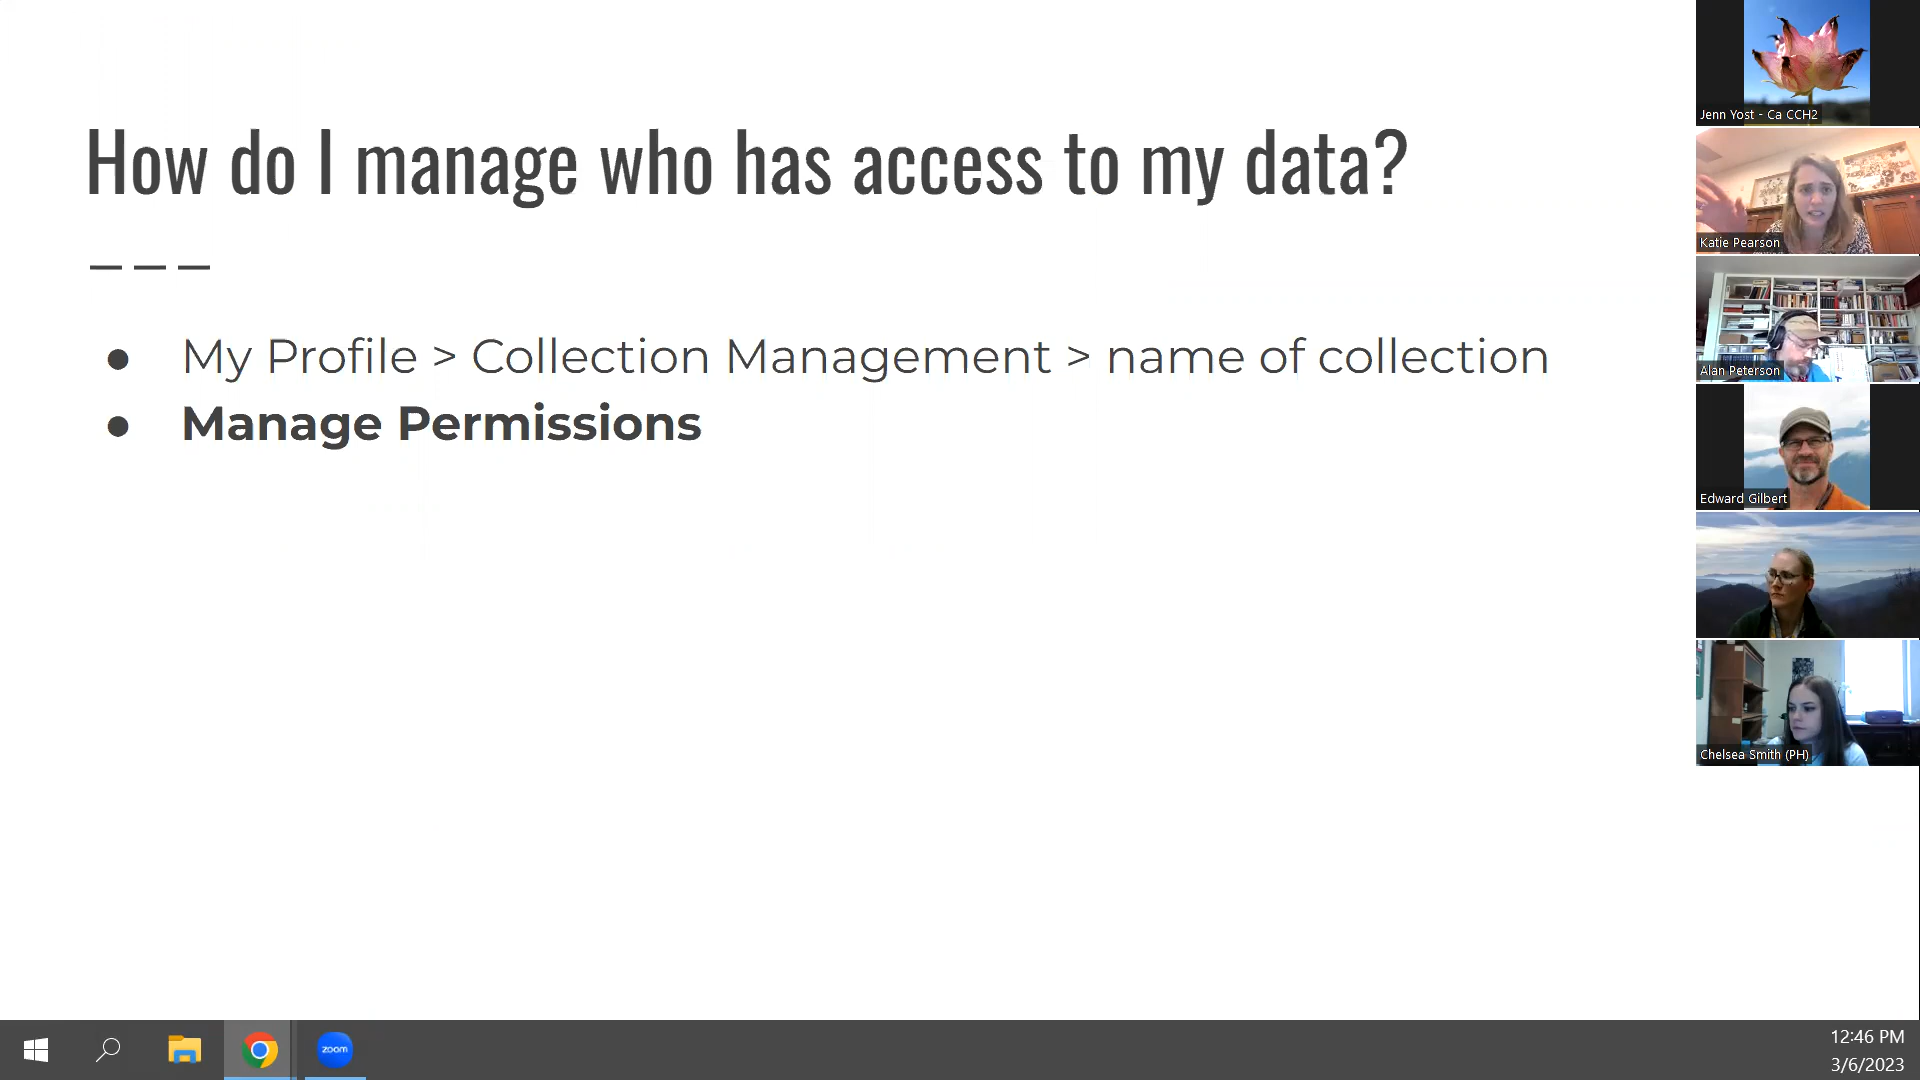 How do I manage who has access to my data?
● My Profile > Collection Management > name of collection
● Manage Permissions
Jenn Yost - Ca CCH2
Katie Pearson
Alan Peterson
Edward Gilbert
Chelsea Smith (PH)
zoom
12:46 PM
3/6/2023